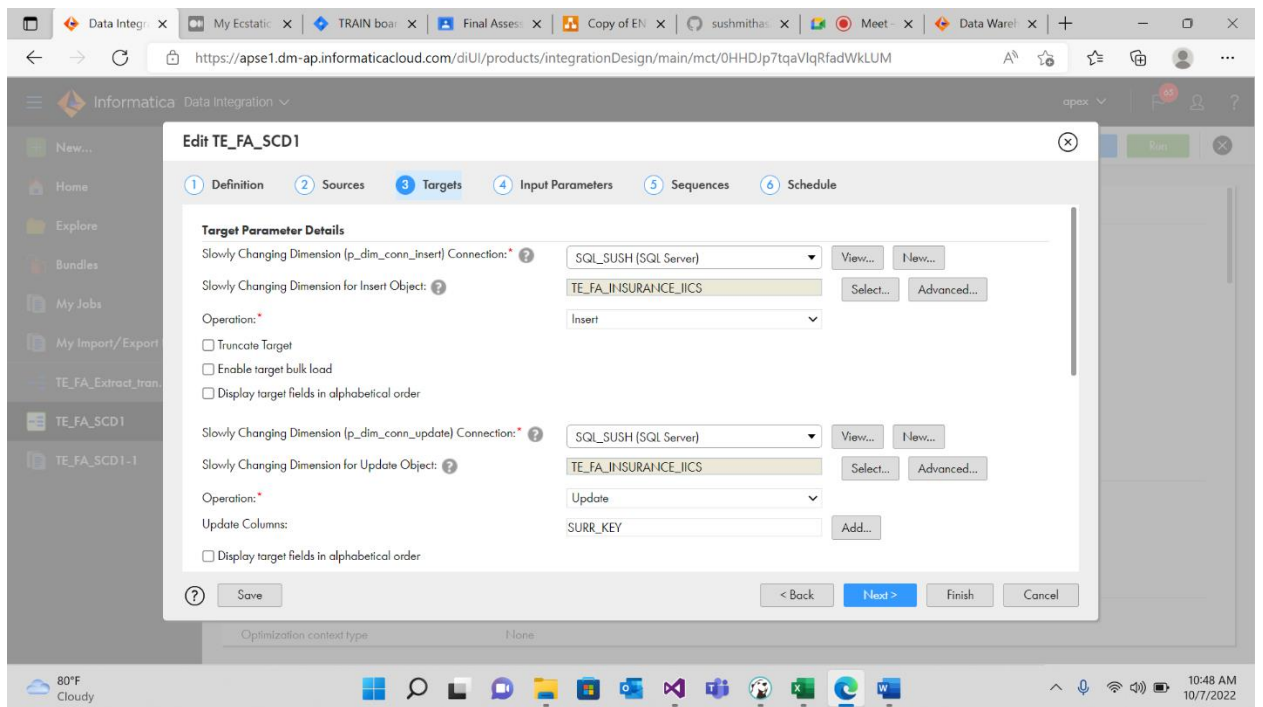 Data Integr
My Ecstatic
TRAIN boar
Final Assess
Copy of EN
sushmithas
Meet -
Data Wareh
https://apse1.dm-ap.informaticacloud.com/diUI/products/integrationDesign/main/mct/0HHDJp7tqaVlqRfadWkLUM
Informatica Data Integration
apex
63
?
New...
Home
Explore
Bundles
My Jobs
My Import/Export
TE_FA_Extract_tran.
TE_FA_SCD1
TE_FA_SCD1-1
Run
Edit TE_FA_SCD1
1 Definition 2 Sources 3 Targets 4 Input Parameters 5 Sequences 6 Schedule
Target Parameter Details
Slowly Changing Dimension (p_dim_conn_insert) Connection:* ? SQL_SUSH (SQL Server) View... New...
Slowly Changing Dimension for Insert Object: ? TE_FA_INSURANCE_IICS Select... Advanced...
Operation:* Insert
Truncate Target
Enable target bulk load
Display target fields in alphabetical order
Slowly Changing Dimension (p_dim_conn_update) Connection:* ? SQL_SUSH (SQL Server) View... New...
Slowly Changing Dimension for Update Object: ? TE_FA_INSURANCE_IICS Select... Advanced...
Operation:* Update
Update Columns: SURR_KEY Add...
Display target fields in alphabetical order
? Save < Back Next > Finish Cancel
Optimization context type None
80°F
Cloudy
10:48 AM
10/7/2022